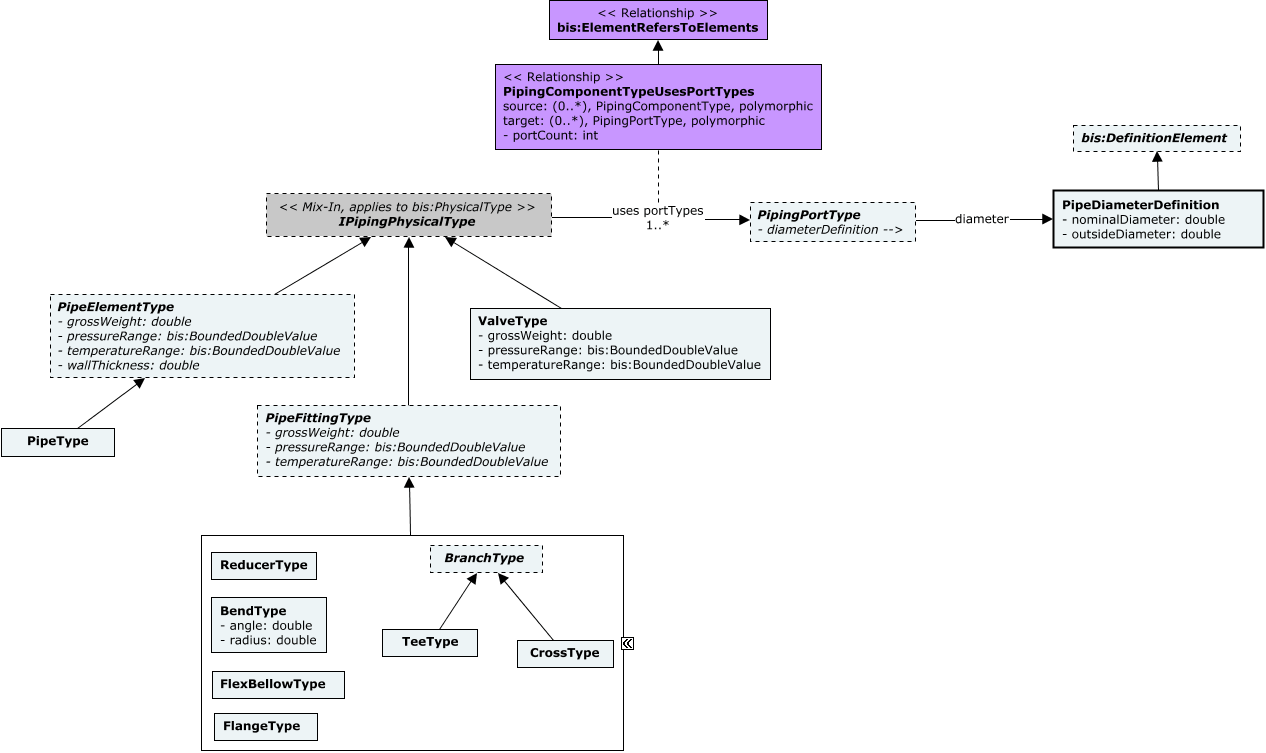 << Relationship >>
bis:ElementRefersToElements
<< Relationship >>
PipingComponentTypeUsesPortTypes
source: (0..*), PipingComponentType, polymorphic
target: (0..*), PipingPortType, polymorphic
- portCount: int
bis:DefinitionElement
<< Mix-In, applies to bis:PhysicalType >>
IPipingPhysicalType
uses portTypes
1..*
PipingPortType
- diameterDefinition -->
diameter
PipeDiameterDefinition
- nominalDiameter: double
- outsideDiameter: double
PipeElementType
- grossWeight: double
- pressureRange: bis:BoundedDoubleValue
- temperatureRange: bis:BoundedDoubleValue
- wallThickness: double
ValveType
- grossWeight: double
- pressureRange: bis:BoundedDoubleValue
- temperatureRange: bis:BoundedDoubleValue
PipeType
PipeFittingType
- grossWeight: double
- pressureRange: bis:BoundedDoubleValue
- temperatureRange: bis:BoundedDoubleValue
ReducerType
BranchType
BendType
- angle: double
- radius: double
TeeType
CrossType
FlexBellowType
FlangeType